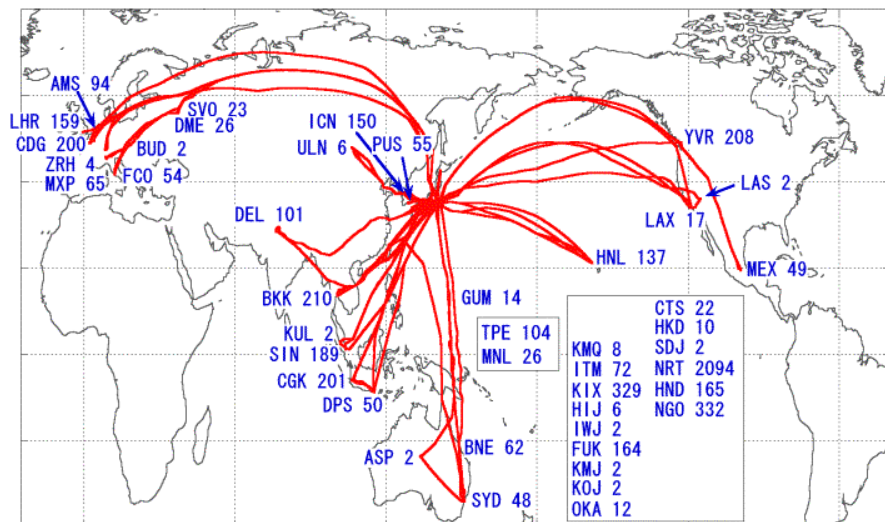 AMS 94
LHR 159
CDG 200
ZRH 4
MXP 65
SVO 23
DME 26
BUD 2
FCO 54
ICN 150
ULN 6
PUS 55
YVR 208
LAS 2
LAX 17
MEX 49
HNL 137
DEL 101
BKK 210
GUM 14
KUL 2
SIN 189
CGK 201
DPS 50
TPE 104
MNL 26
ASP 2
BNE 62
SYD 48
CTS 22
HKD 10
SDJ 2
NRT 2094
HND 165
NGO 332
KMQ 8
ITM 72
KIX 329
HIJ 6
IWJ 2
FUK 164
KMJ 2
KOJ 2
OKA 12